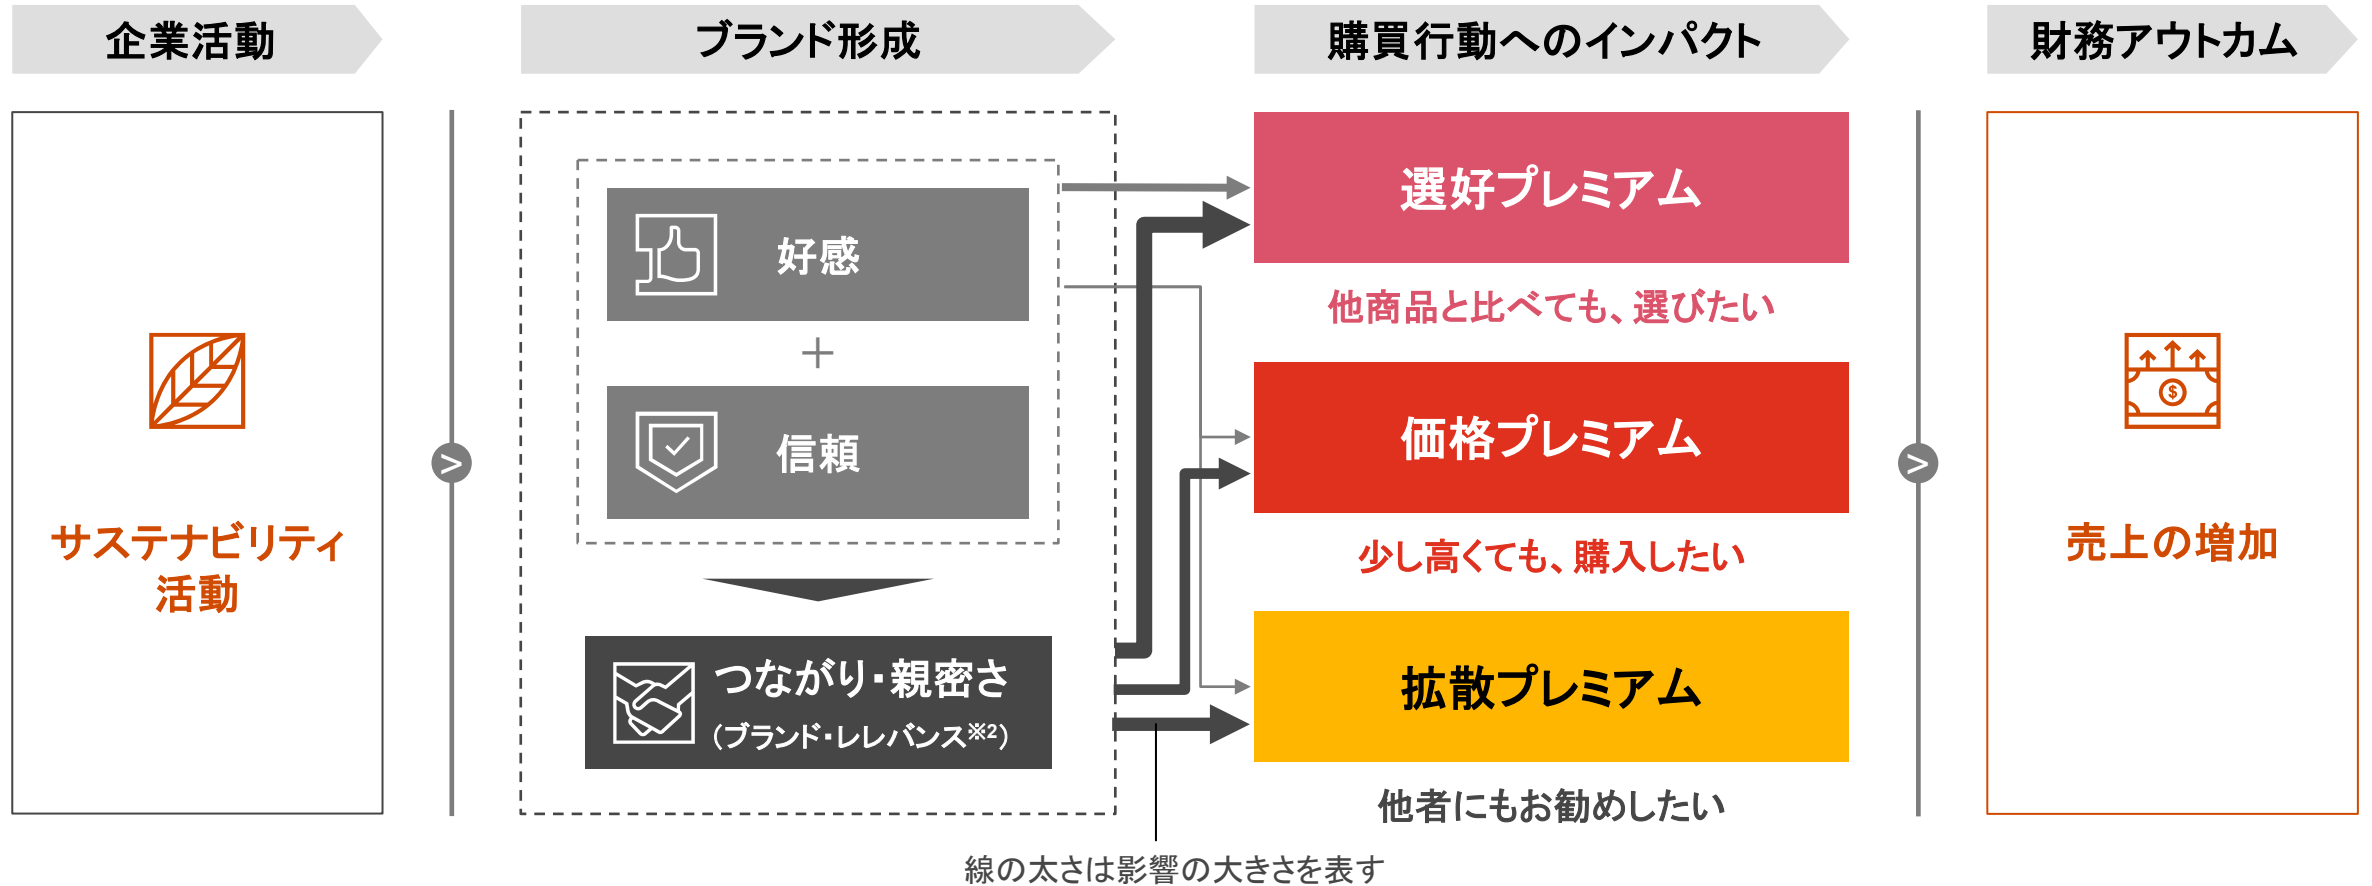 企業活動
ブランド形成
購買行動へのインパクト
財務アウトカム
サステナビリティ
活動
>
好感
+
信頼
つながり・親密さ
（ブランド・レレバンス※2）
選好プレミアム
他商品と比べても、選びたい
価格プレミアム
少し高くても、購入したい
拡散プレミアム
他者にもお勧めしたい
線の太さは影響の大きさを表す
>
$
売上の増加